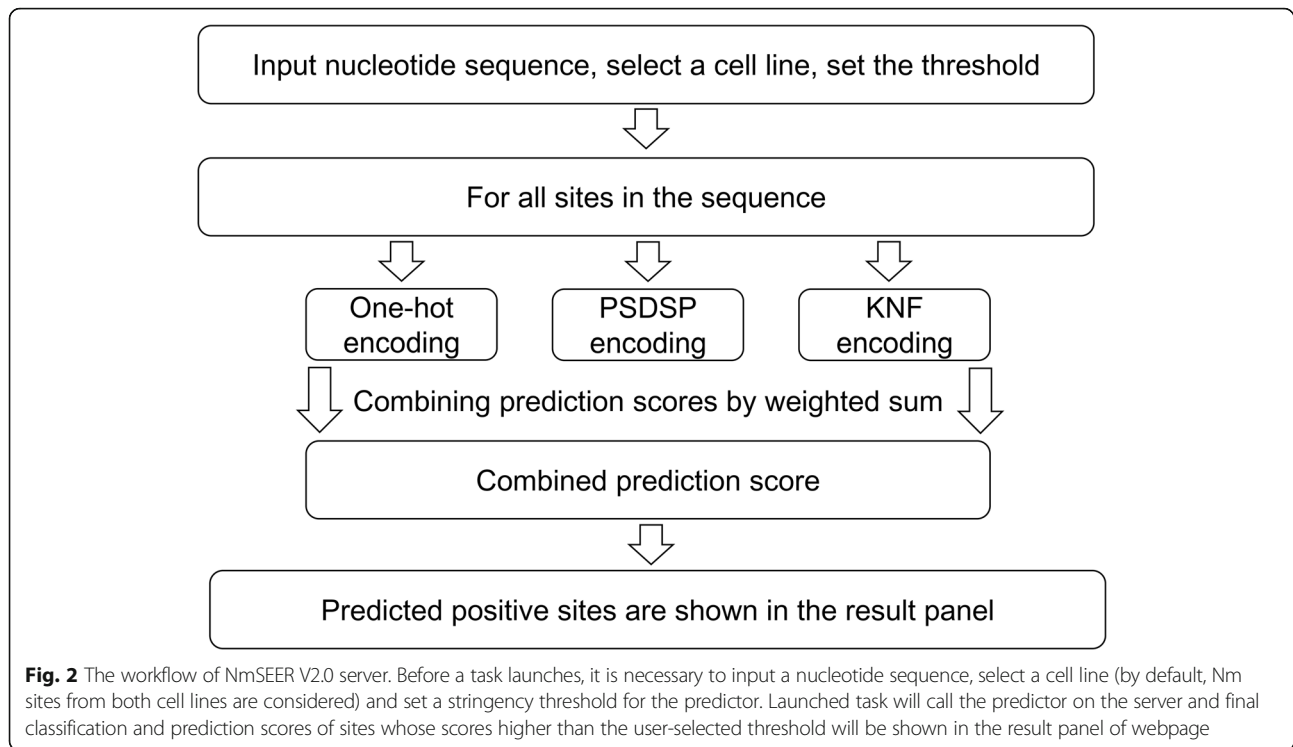 Input nucleotide sequence, select a cell line, set the threshold
For all sites in the sequence
One-hot
encoding
PSDSP
encoding
KNF
encoding
Combining prediction scores by weighted sum
Combined prediction score
Predicted positive sites are shown in the result panel
Fig. 2 The workflow of NmSEER V2.0 server. Before a task launches, it is necessary to input a nucleotide sequence, select a cell line (by default, Nm
sites from both cell lines are considered) and set a stringency threshold for the predictor. Launched task will call the predictor on the server and final
classification and prediction scores of sites whose scores higher than the user-selected threshold will be shown in the result panel of webpage